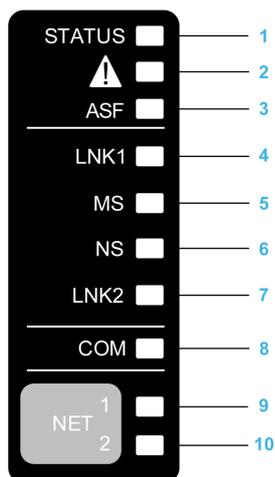 STATUS 1
2
ASF 3
LNK1 4
MS 5
NS 6
LNK2 7
COM 8
NET 1 9
2 10